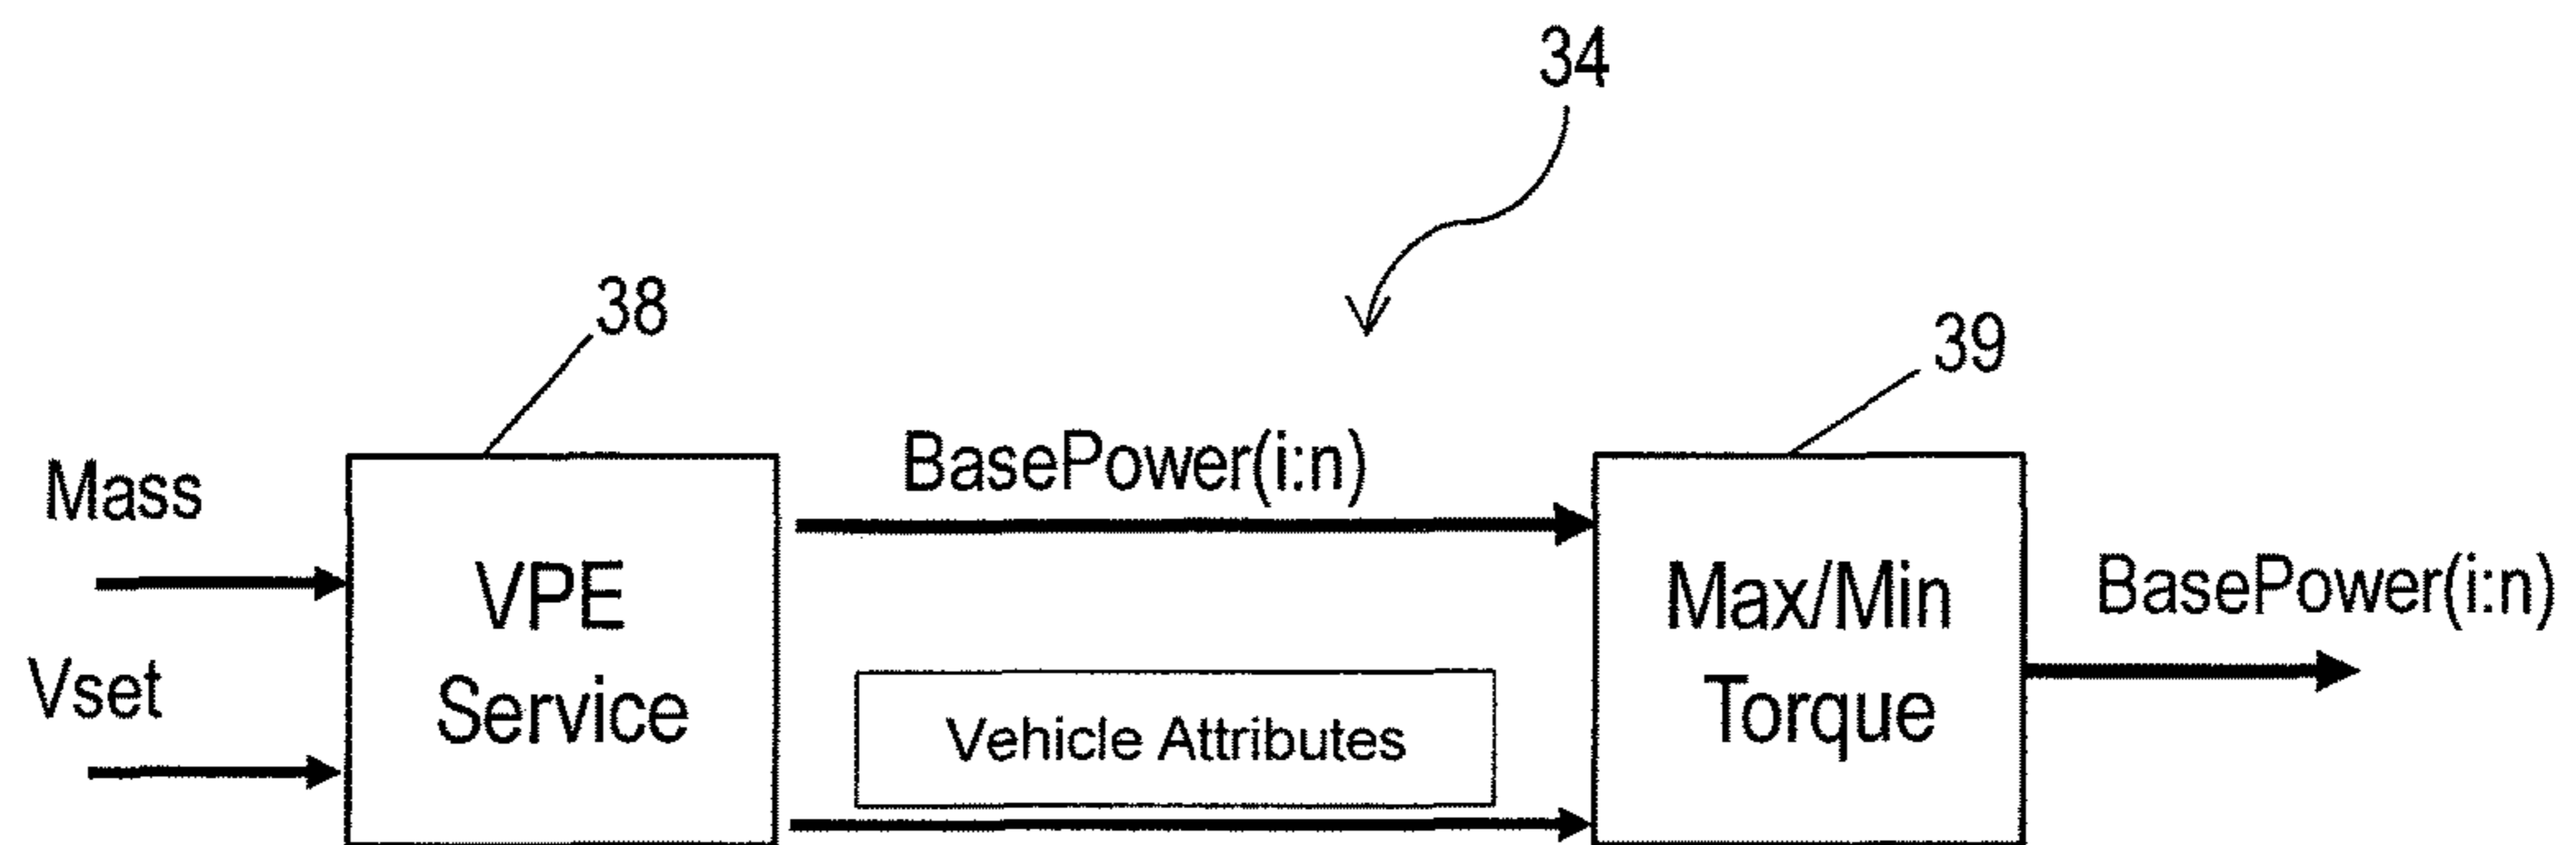 34
38
39
Mass
Vset
VPE
Service
BasePower(i:n)
Vehicle Attributes
Max/Min
Torque
BasePower(i:n)